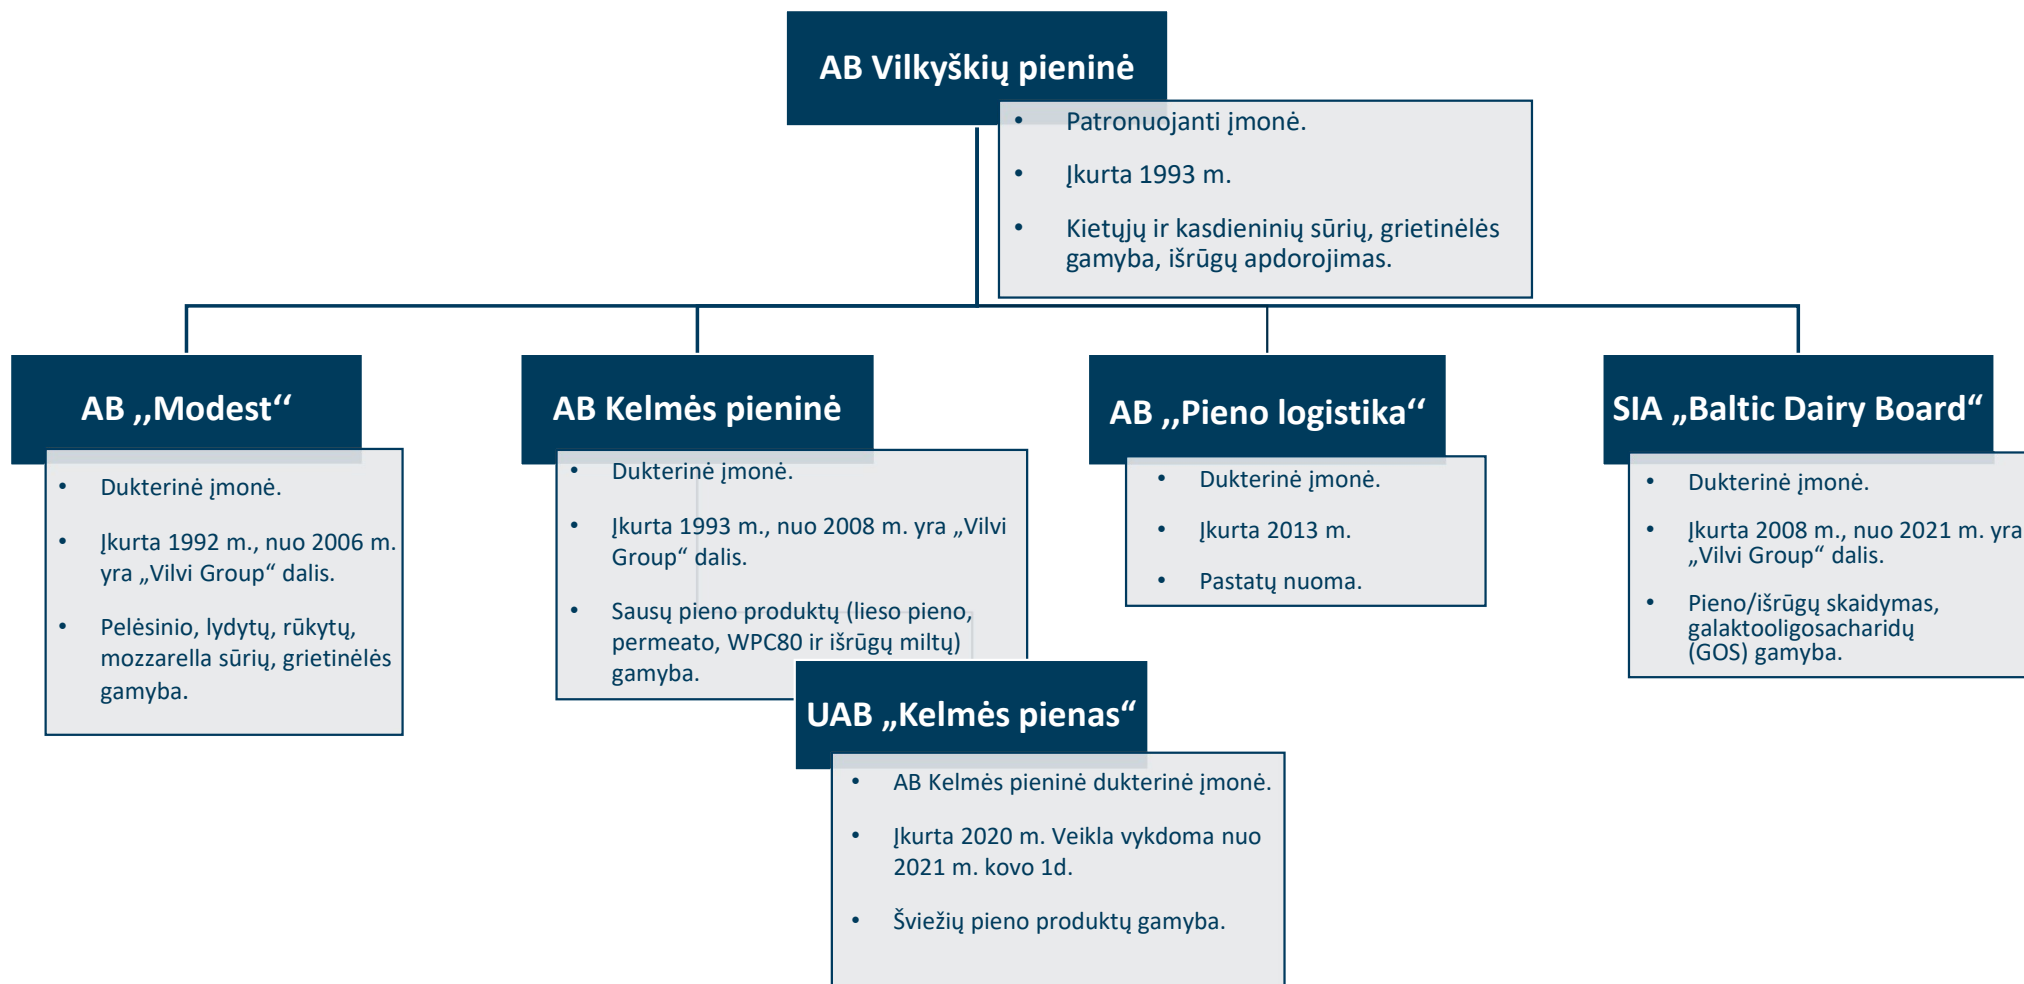 AB Vilkyškių pieninė
• Patronuojanti įmonė.
• Įkurta 1993 m.
• Kietųjų ir kasdieninių sūrių, grietinėlės
gamyba, išrūgų apdorojimas.
AB ,,Modest‘‘
• Dukterinė įmonė.
• Įkurta 1992 m., nuo 2006 m.
yra „Vilvi Group“ dalis.
• Pelėsinio, lydytų, rūkytų,
mozzarella sūrių, grietinėlės
gamyba.
AB Kelmės pieninė
• Dukterinė įmonė.
• Įkurta 1993 m., nuo 2008 m. yra „Vilvi
Group“ dalis.
• Sausų pieno produktų (lieso pieno,
permeato, WPC80 ir išrūgų miltų)
gamyba.
UAB „Kelmės pienas“
• AB Kelmės pieninė dukterinė įmonė.
• Įkurta 2020 m. Veikla vykdoma nuo
2021 m. kovo 1d.
• Šviežių pieno produktų gamyba.
AB ,,Pieno logistika‘‘
• Dukterinė įmonė.
• Įkurta 2013 m.
• Pastatų nuoma.
SIA „Baltic Dairy Board“
• Dukterinė įmonė.
• Įkurta 2008 m., nuo 2021 m. yra
„Vilvi Group“ dalis.
• Pieno/išrūgų skaidymas,
galaktooligosacharidų
(GOS) gamyba.